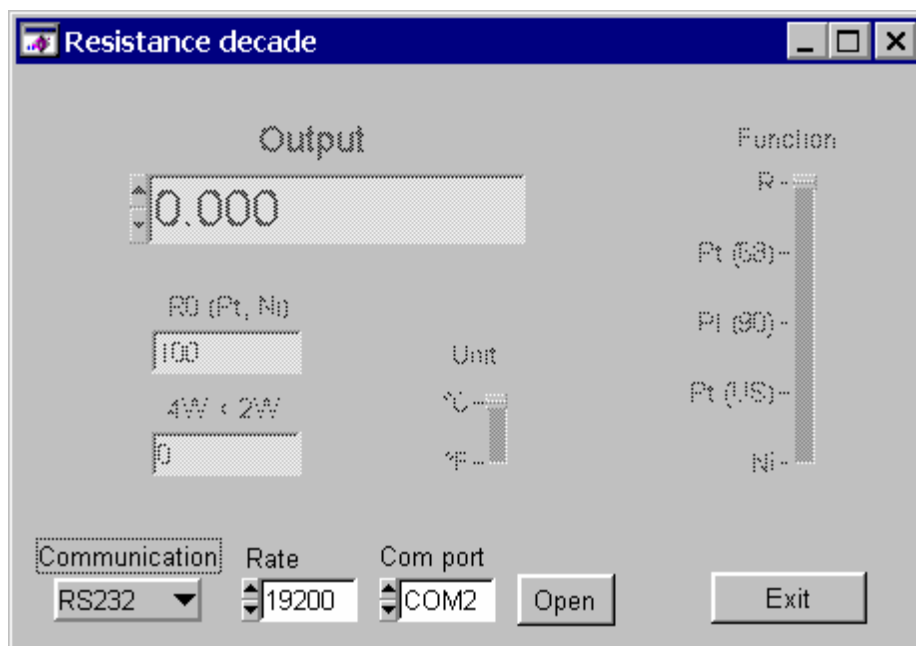 Resistance decade
Output
Function
0.000
R
Pt (68)
R0 (Pt, Ni)
Pt (90)
100
Unit
4W < 2W
°C
Pt (US)
0
°F
Ni
Communication
Rate
Com port
RS232
19200
COM2
Open
Exit